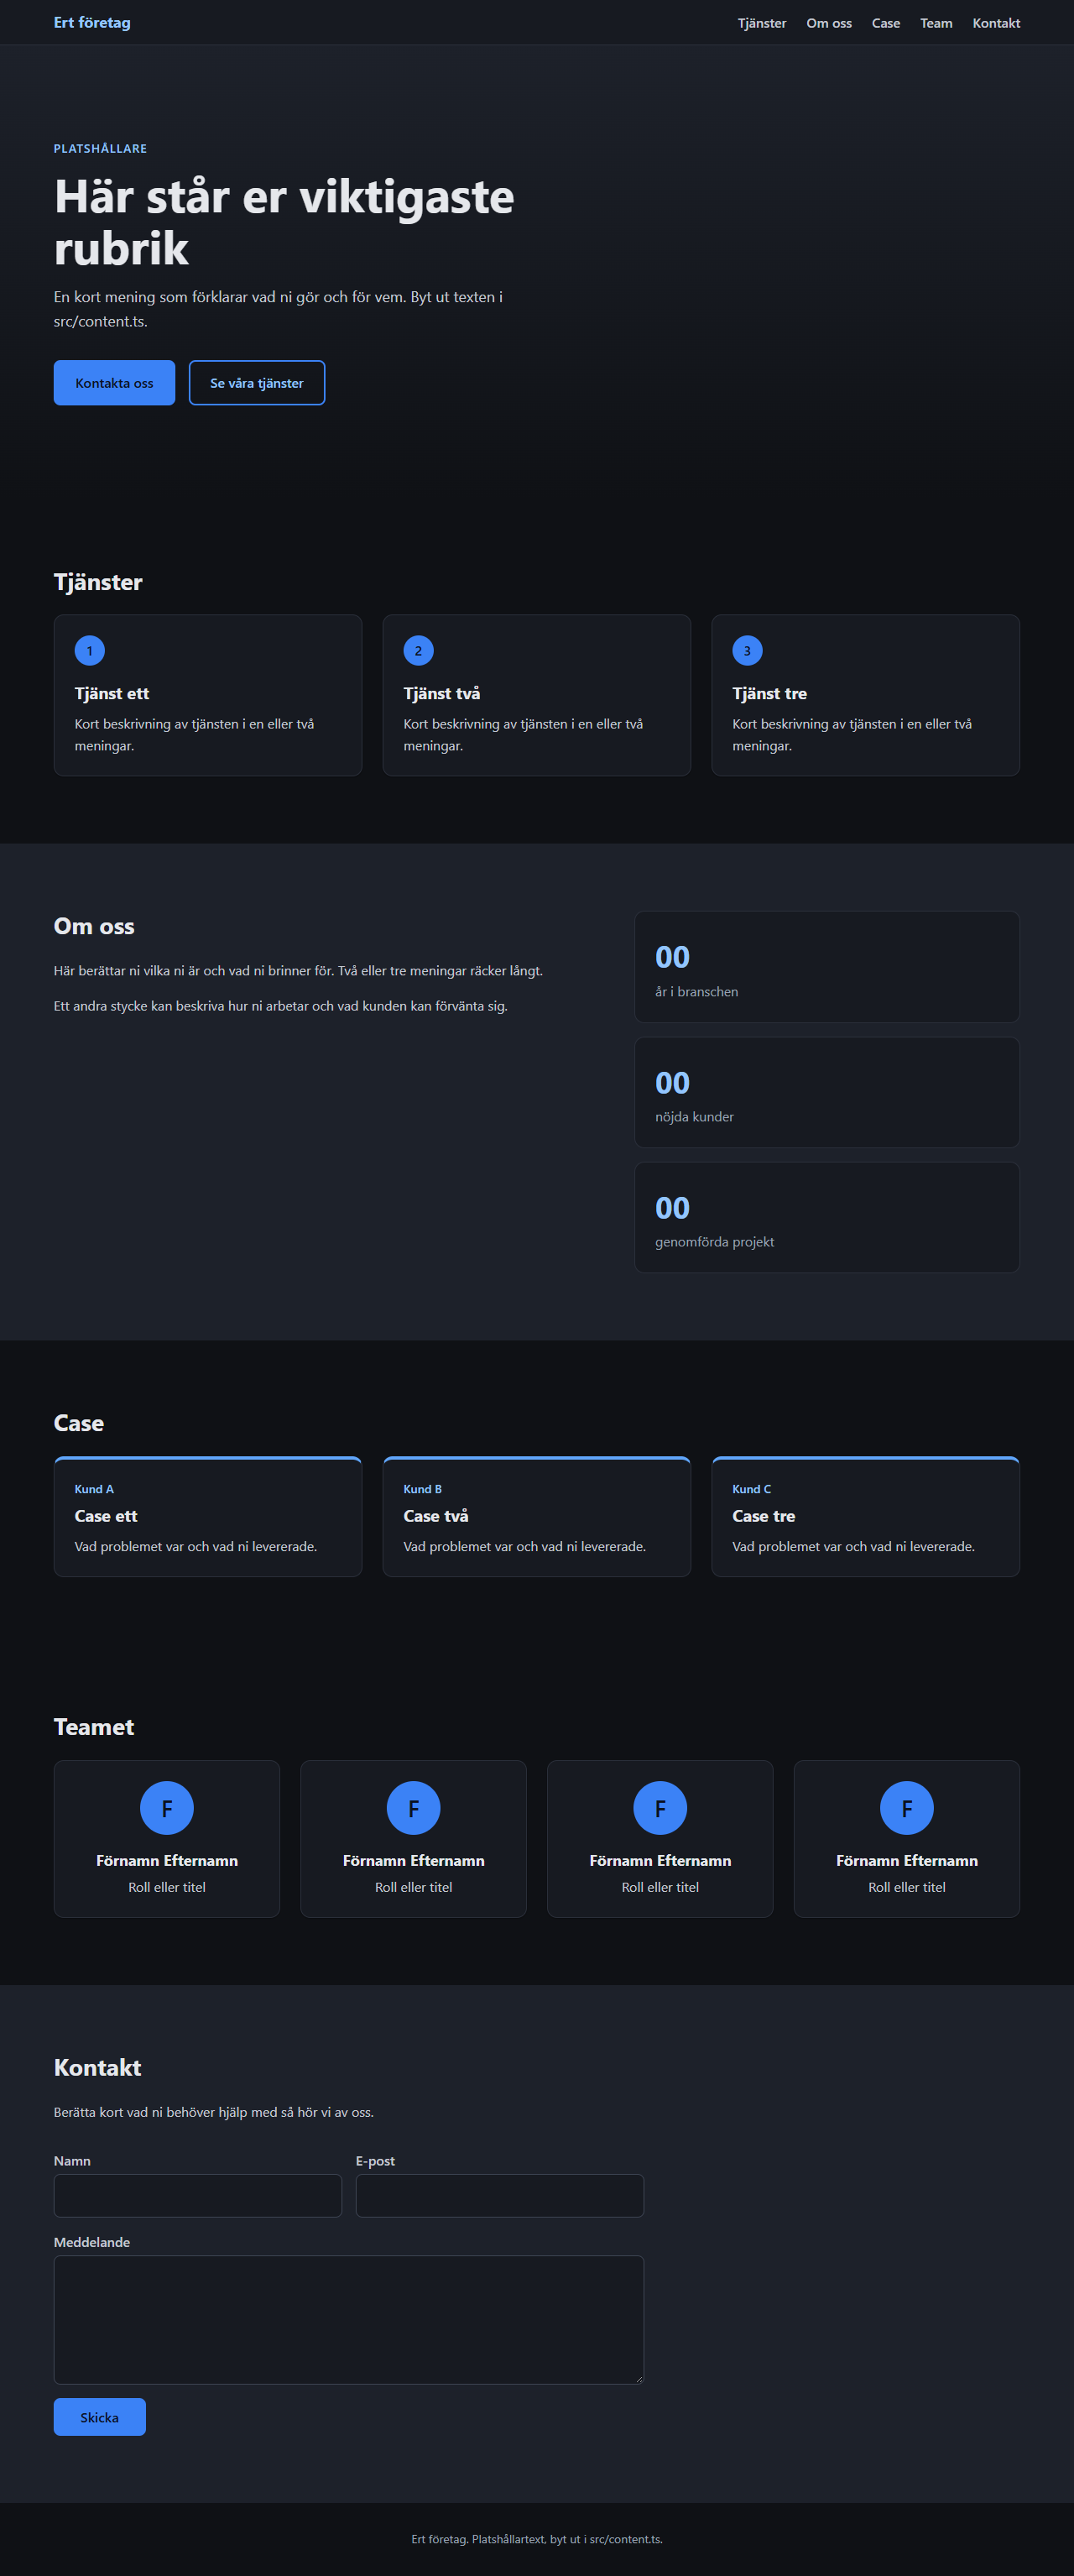 Ert företag
Tjänster Om oss Case Team Kontakt
PLATSHÅLLARE
Här står er viktigaste
rubrik
En kort mening som förklarar vad ni gör och för vem. Byt ut texten i
src/content.ts.
Kontakta oss Se våra tjänster
Tjänster
1
Tjänst ett
Kort beskrivning av tjänsten i en eller två
meningar.
2
Tjänst två
Kort beskrivning av tjänsten i en eller två
meningar.
3
Tjänst tre
Kort beskrivning av tjänsten i en eller två
meningar.
Om oss
Här berättar ni vilka ni är och vad ni brinner för. Två eller tre meningar räcker långt.
Ett andra stycke kan beskriva hur ni arbetar och vad kunden kan förvänta sig.
00
år i branschen
00
nöjda kunder
00
genomförda projekt
Case
Kund A
Case ett
Vad problemet var och vad ni levererade.
Kund B
Case två
Vad problemet var och vad ni levererade.
Kund C
Case tre
Vad problemet var och vad ni levererade.
Teamet
F
Förnamn Efternamn
Roll eller titel
F
Förnamn Efternamn
Roll eller titel
F
Förnamn Efternamn
Roll eller titel
F
Förnamn Efternamn
Roll eller titel
Kontakt
Berätta kort vad ni behöver hjälp med så hör vi av oss.
Namn
E-post
Meddelande
Skicka
Ert företag. Platshållartext, byt ut i src/content.ts.